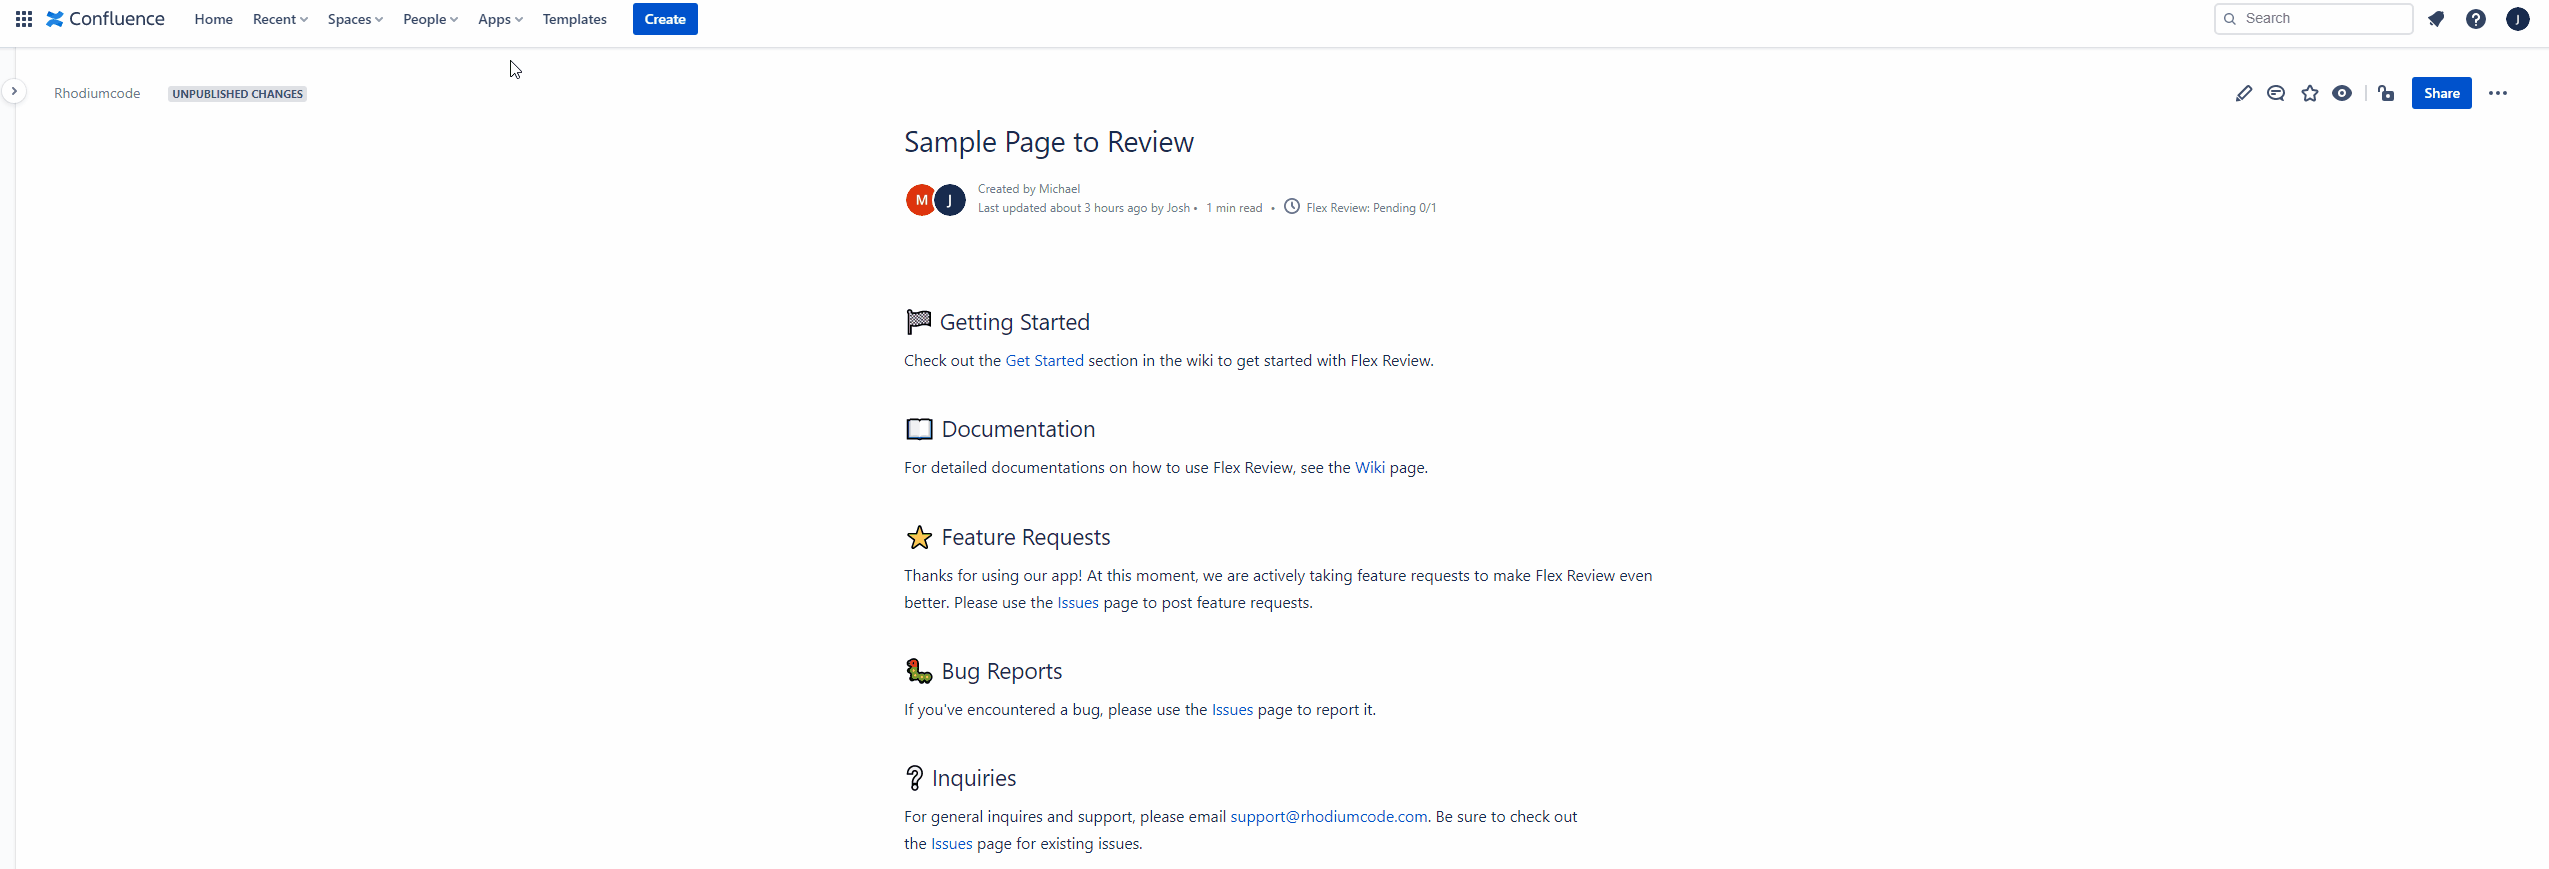 Confluence Home Recent Spaces People Apps Templates Create Search J
Rhodiumcode UNPUBLISHED CHANGES Share
Sample Page to Review
M J Created by Michael
Last updated about 3 hours ago by Josh • 1 min read • Flex Review: Pending 0/1
Getting Started
Check out the Get Started section in the wiki to get started with Flex Review.
Documentation
For detailed documentations on how to use Flex Review, see the Wiki page.
Feature Requests
Thanks for using our app! At this moment, we are actively taking feature requests to make Flex Review even
better. Please use the Issues page to post feature requests.
Bug Reports
If you've encountered a bug, please use the Issues page to report it.
Inquiries
For general inquires and support, please email support@rhodiumcode.com. Be sure to check out
the Issues page for existing issues.